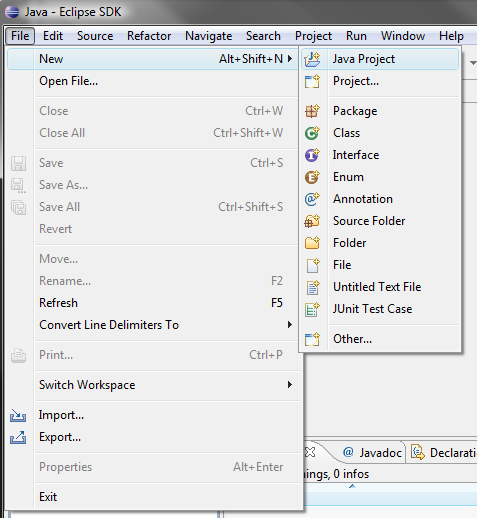 Java - Eclipse SDK
File Edit Source Refactor Navigate Search Project Run Window Help
New Alt+Shift+N
Open File...
Close Ctrl+W
Close All Ctrl+Shift+W
Save Ctrl+S
Save As...
Save All Ctrl+Shift+S
Revert
Move...
Rename... F2
Refresh F5
Convert Line Delimiters To
Print... Ctrl+P
Switch Workspace
Import...
Export...
Properties Alt+Enter
Exit
Java Project
Project...
Package
Class
Interface
Enum
Annotation
Source Folder
Folder
File
Untitled Text File
JUnit Test Case
Other...
@ Javadoc Declaratio
nings, 0 infos